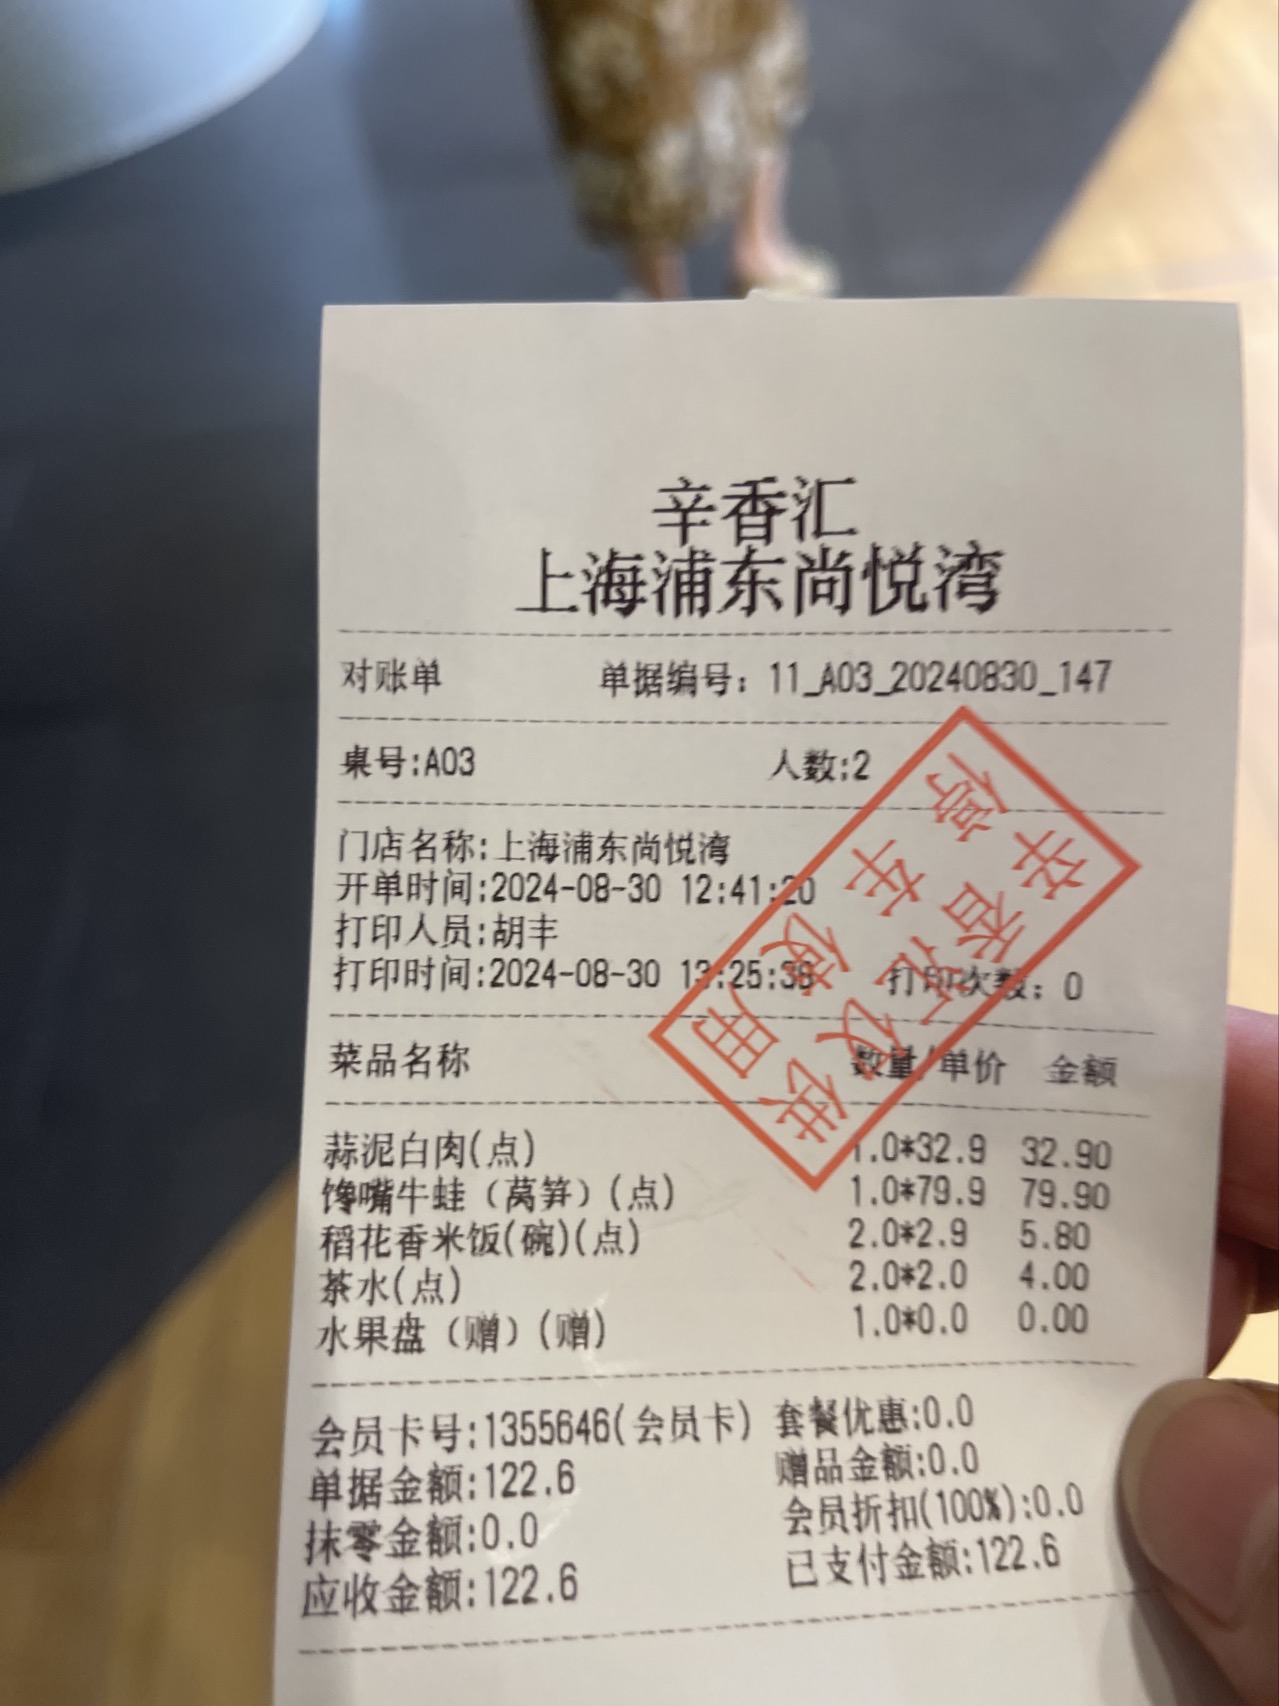 辛香汇
上海浦东尚悦湾
对账单 单据编号：11_A03_20240830_147
桌号:A03 人数:2
门店名称:上海浦东尚悦湾
开单时间:2024-08-30 12:41:20
打印人员:胡丰
打印时间:2024-08-30 13:25:38 打印次数：0
菜品名称 数量/单价 金额
蒜泥白肉(点) 1.0*32.9 32.90
馋嘴牛蛙（莴笋）(点) 1.0*79.9 79.90
稻花香米饭(碗)(点) 2.0*2.9 5.80
茶水(点) 2.0*2.0 4.00
水果盘（赠）(赠) 1.0*0.0 0.00
会员卡号:1355646(会员卡) 套餐优惠:0.0
单据金额:122.6 赠品金额:0.0
抹零金额:0.0 会员折扣(100%):0.0
应收金额:122.6 已支付金额:122.6
辛香汇仅供
停车使用